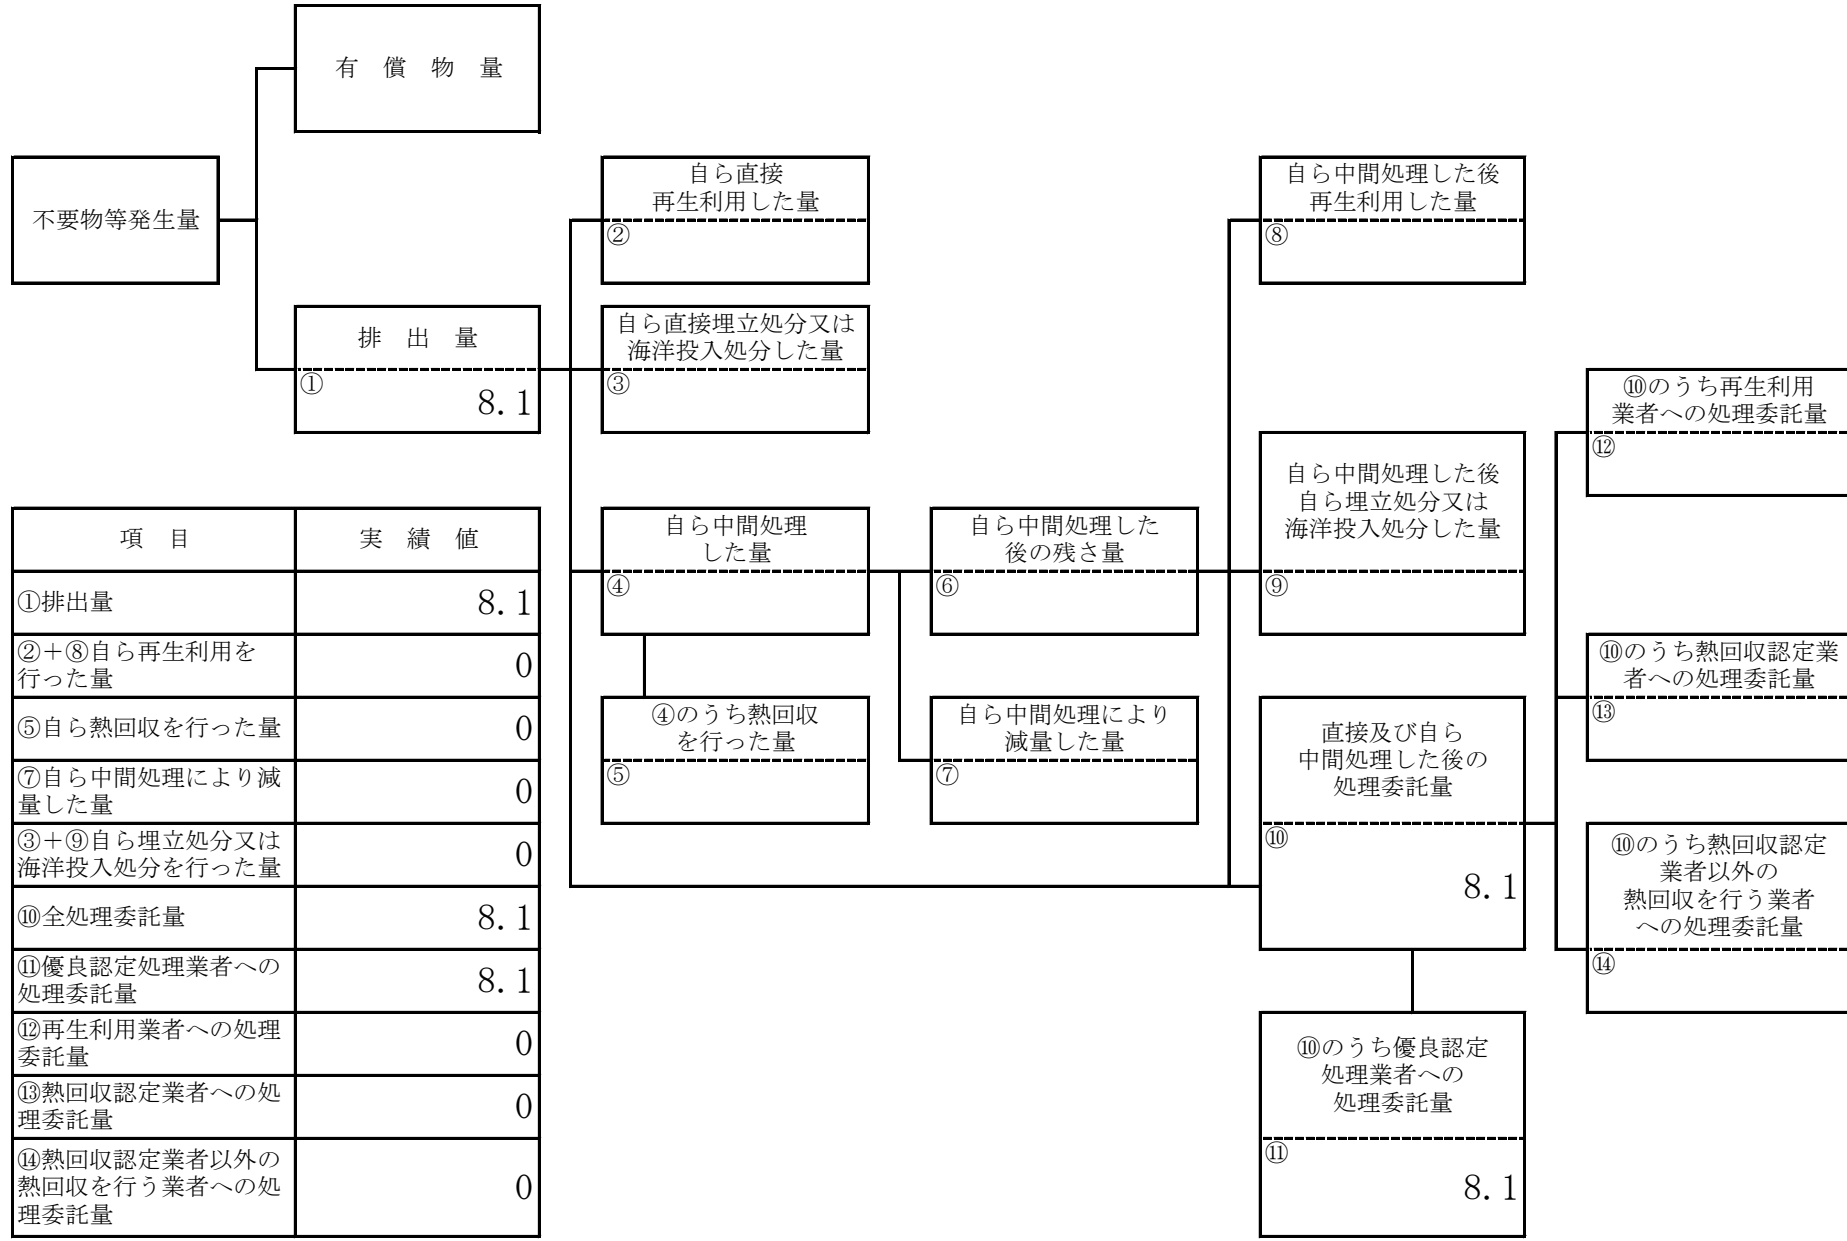 有 償 物 量
不要物等発生量
排 出 量
①
8.1
自ら直接
再生利用した量
②
自ら直接埋立処分又は
海洋投入処分した量
③
自ら中間処理
した量
④
④のうち熱回収
を行った量
⑤
自ら中間処理した
後の残さ量
⑥
自ら中間処理により
減量した量
⑦
自ら中間処理した後
再生利用した量
⑧
自ら中間処理した後
自ら埋立処分又は
海洋投入処分した量
⑨
直接及び自ら
中間処理した後の
処理委託量
⑩
8.1
⑩のうち優良認定
処理業者への
処理委託量
⑪
8.1
⑩のうち再生利用
業者への処理委託量
⑫
⑩のうち熱回収認定業
者への処理委託量
⑬
⑩のうち熱回収認定
業者以外の
熱回収を行う業者
への処理委託量
⑭
項 目 実 績 値
①排出量 8.1
②＋⑧自ら再生利用を
行った量 0
⑤自ら熱回収を行った量 0
⑦自ら中間処理により減
量した量 0
③＋⑨自ら埋立処分又は
海洋投入処分を行った量 0
⑩全処理委託量 8.1
⑪優良認定処理業者への
処理委託量 8.1
⑫再生利用業者への処理
委託量 0
⑬熱回収認定業者への処
理委託量 0
⑭熱回収認定業者以外の
熱回収を行う業者への処
理委託量 0